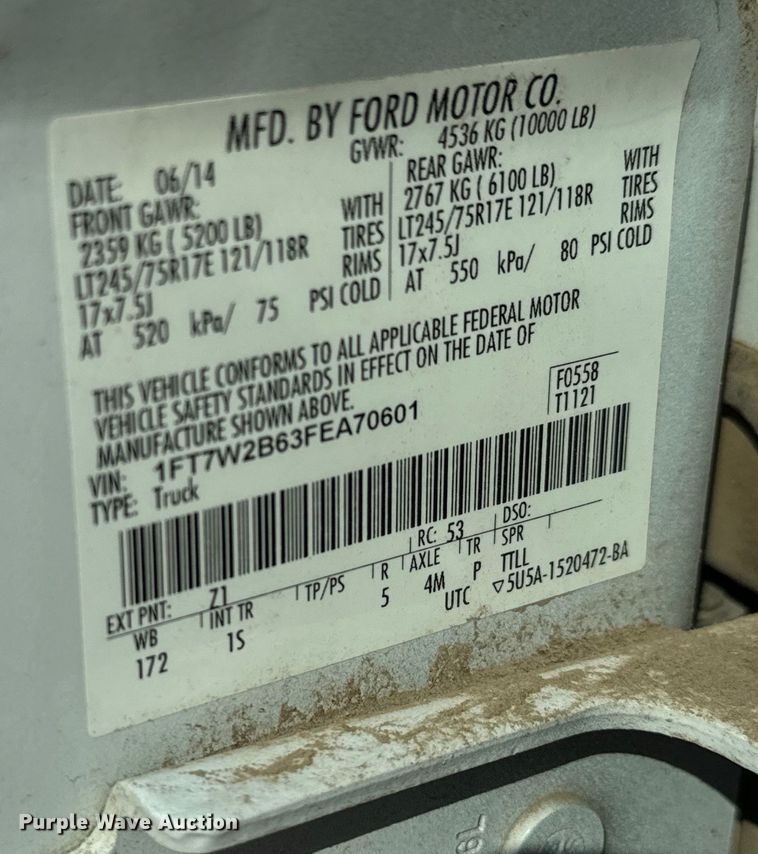 MFD. BY FORD MOTOR CO.
DATE: 06/14
GVWR: 4536 KG (10000 LB)
FRONT GAWR:
2359 KG ( 5200 LB) WITH
LT245/75R17E 121/118R TIRES
17x7.5J RIMS
AT 520 kPa/ 75 PSI COLD
REAR GAWR: WITH
2767 KG ( 6100 LB) TIRES
LT245/75R17E 121/118R RIMS
17x7.5J
AT 550 kPa/ 80 PSI COLD
THIS VEHICLE CONFORMS TO ALL APPLICABLE FEDERAL MOTOR
VEHICLE SAFETY STANDARDS IN EFFECT ON THE DATE OF
MANUFACTURE SHOWN ABOVE.
F0558
T1121
VIN: 1FT7W2B63FEA70601
TYPE: Truck
EXT PNT: Z1 RC: 53 DSO:
WB INT TR TP/PS R AXLE TR SPR
172 1S 5 4M P TTLL
UTC ▽5U5A-1520472-BA
6L
Purple Wave Auction